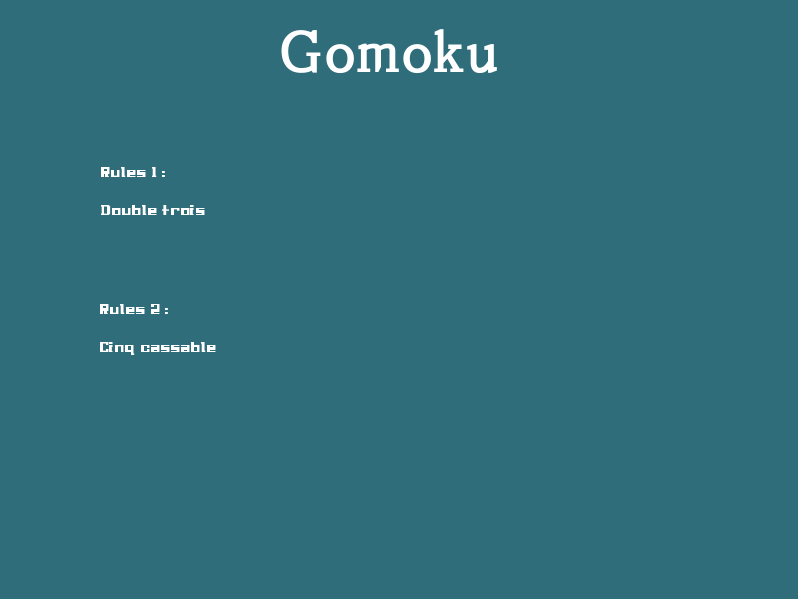 Gomoku
Rules 1 :
Double trois
Rules 2 :
Cinq cassable